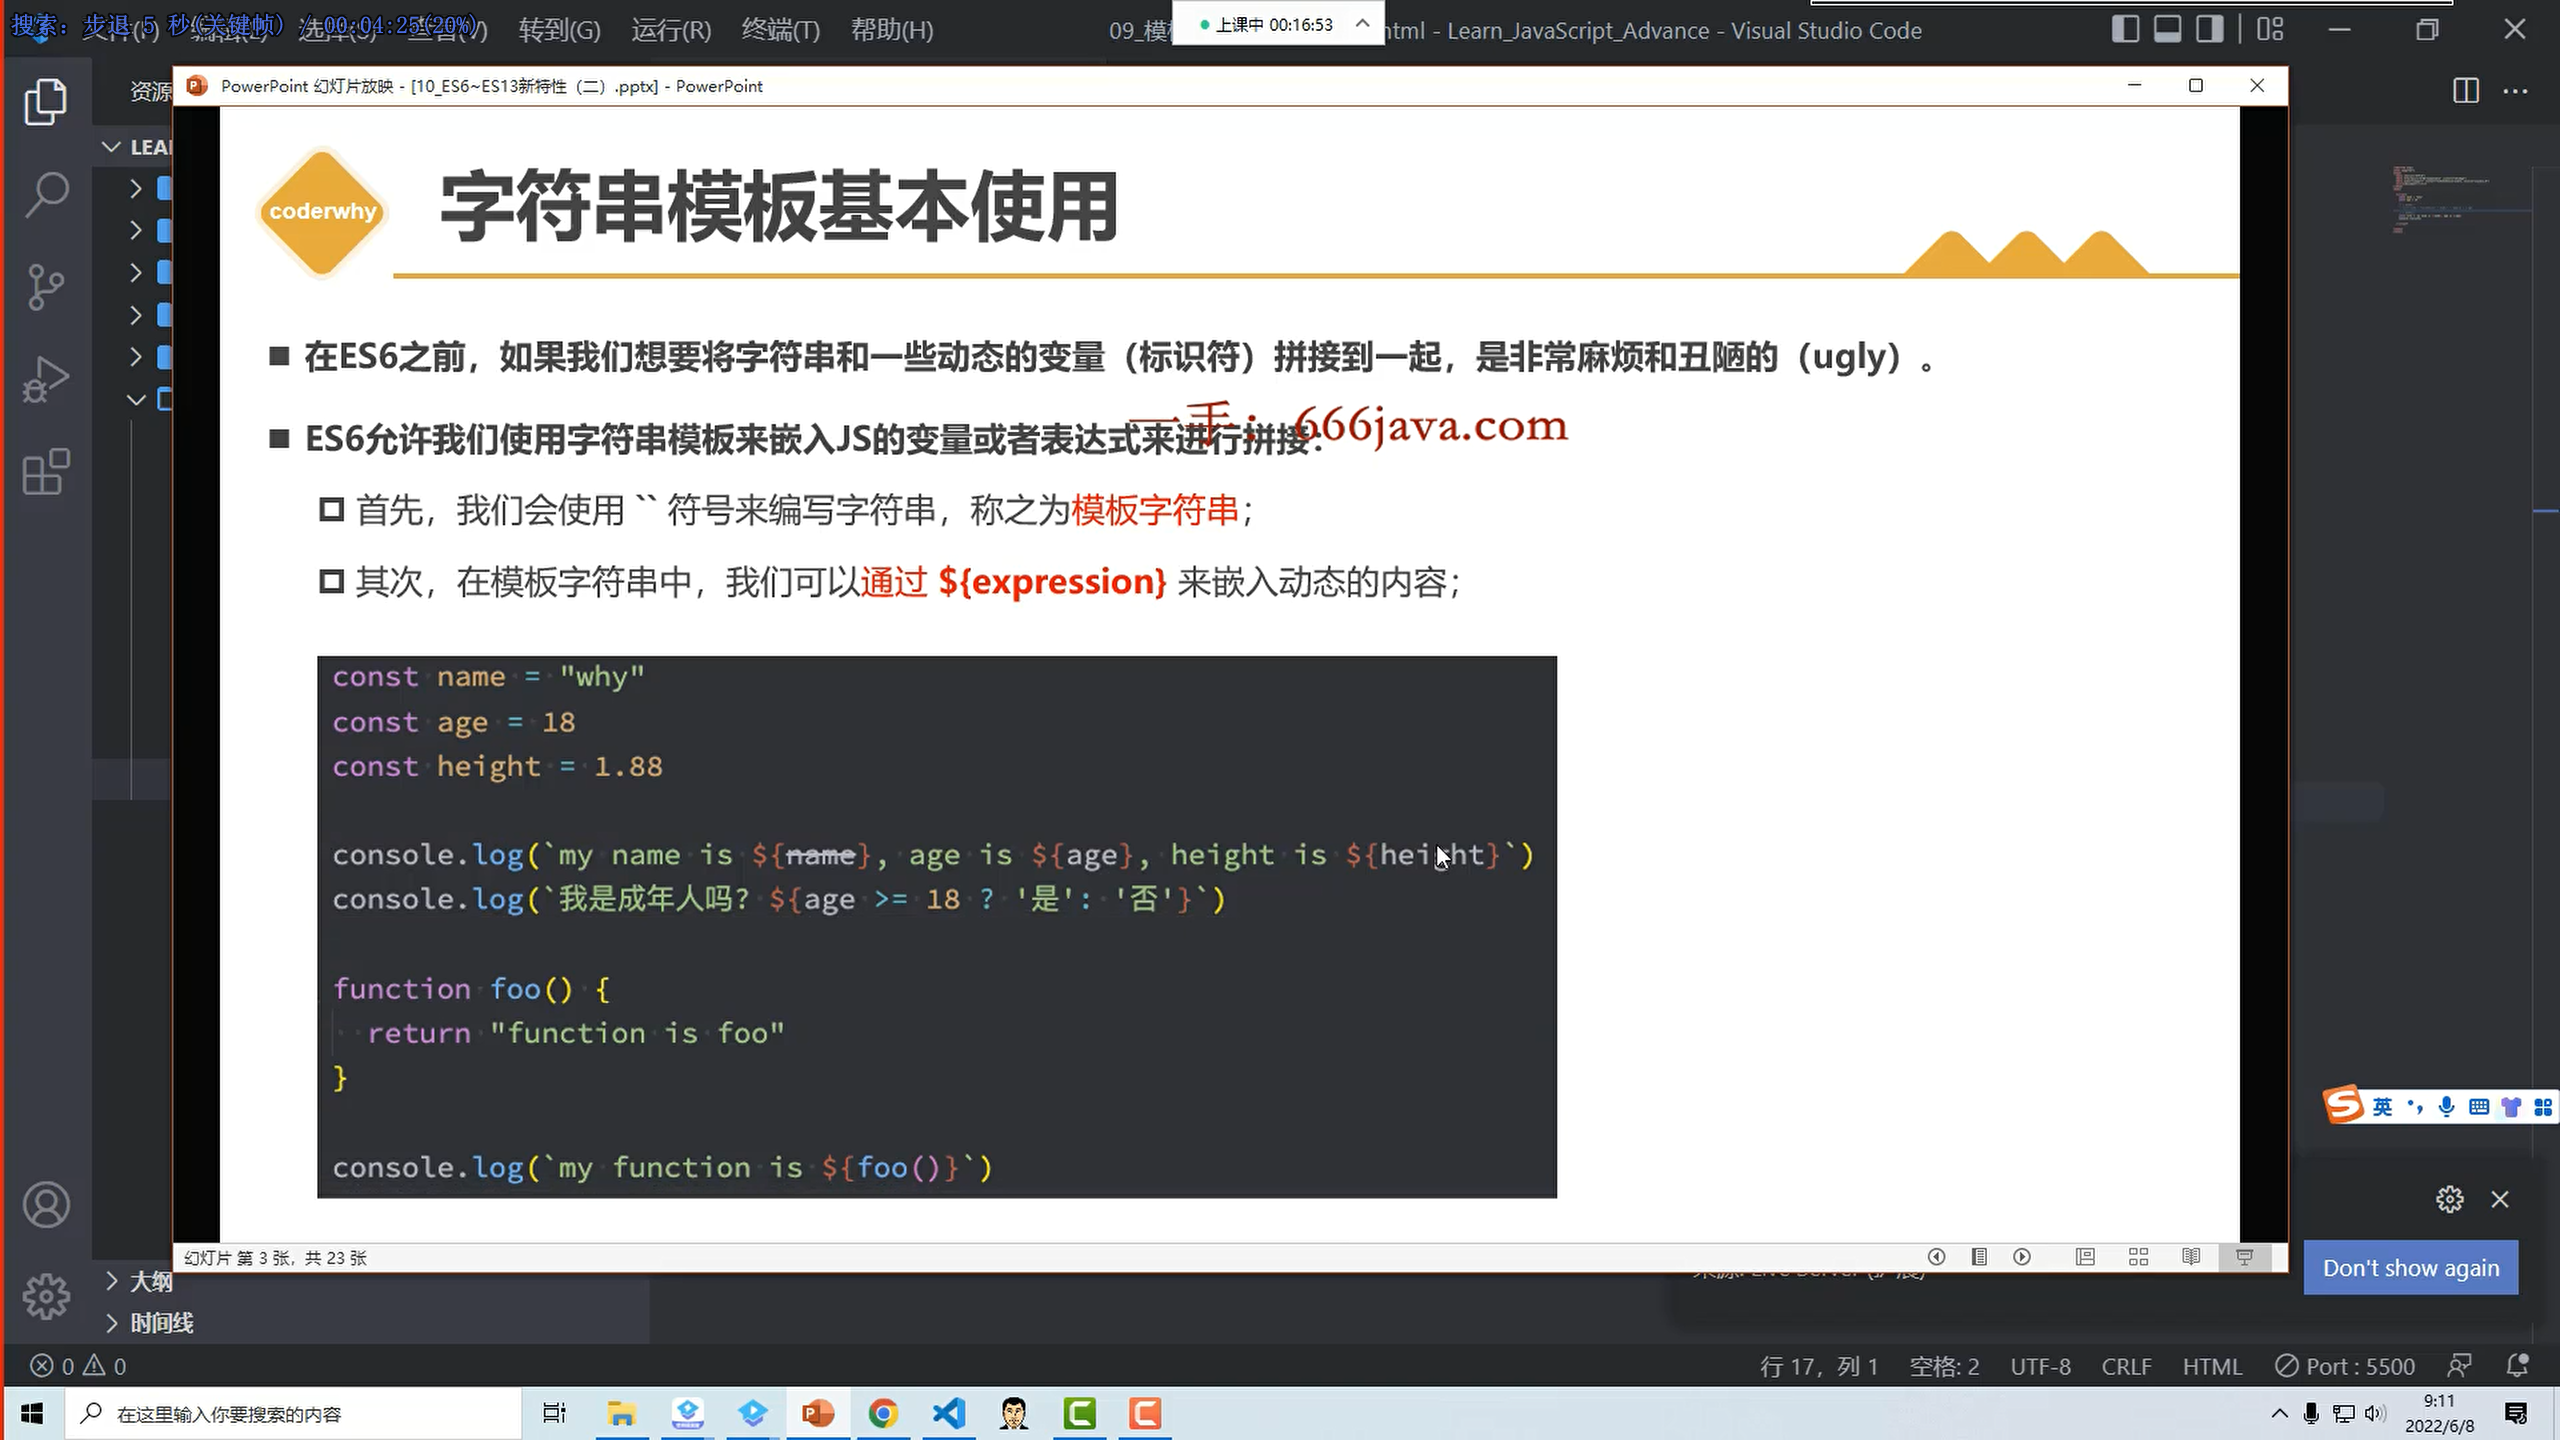 搜索: 步退 5 秒(关键帧) / 00:04:25(20%)
转到(G) 运行(R) 终端(T) 帮助(H)
上课中 00:16:53
html - Learn_JavaScript_Advance - Visual Studio Code
PowerPoint 幻灯片放映 - [10_ES6~ES13新特性（二）.pptx] - PowerPoint
coderwhy
字符串模板基本使用
在ES6之前，如果我们想要将字符串和一些动态的变量（标识符）拼接到一起，是非常麻烦和丑陋的（ugly）。
ES6允许我们使用字符串模板来嵌入JS的变量或者表达式来进行拼接：
一手：666java.com
首先，我们会使用 `` 符号来编写字符串，称之为模板字符串；
其次，在模板字符串中，我们可以通过 ${expression} 来嵌入动态的内容；
const name = "why"
const age = 18
const height = 1.88
console.log(`my name is ${name}, age is ${age}, height is ${height}`)
console.log(`我是成年人吗? ${age >= 18 ? '是': '否'}`)
function foo() {
return "function is foo"
}
console.log(`my function is ${foo()}`)
幻灯片 第 3 张，共 23 张
英
大纲
时间线
Don't show again
0 0
行 17，列 1 空格: 2 UTF-8 CRLF HTML Port : 5500
在这里输入你要搜索的内容
9:11
2022/6/8